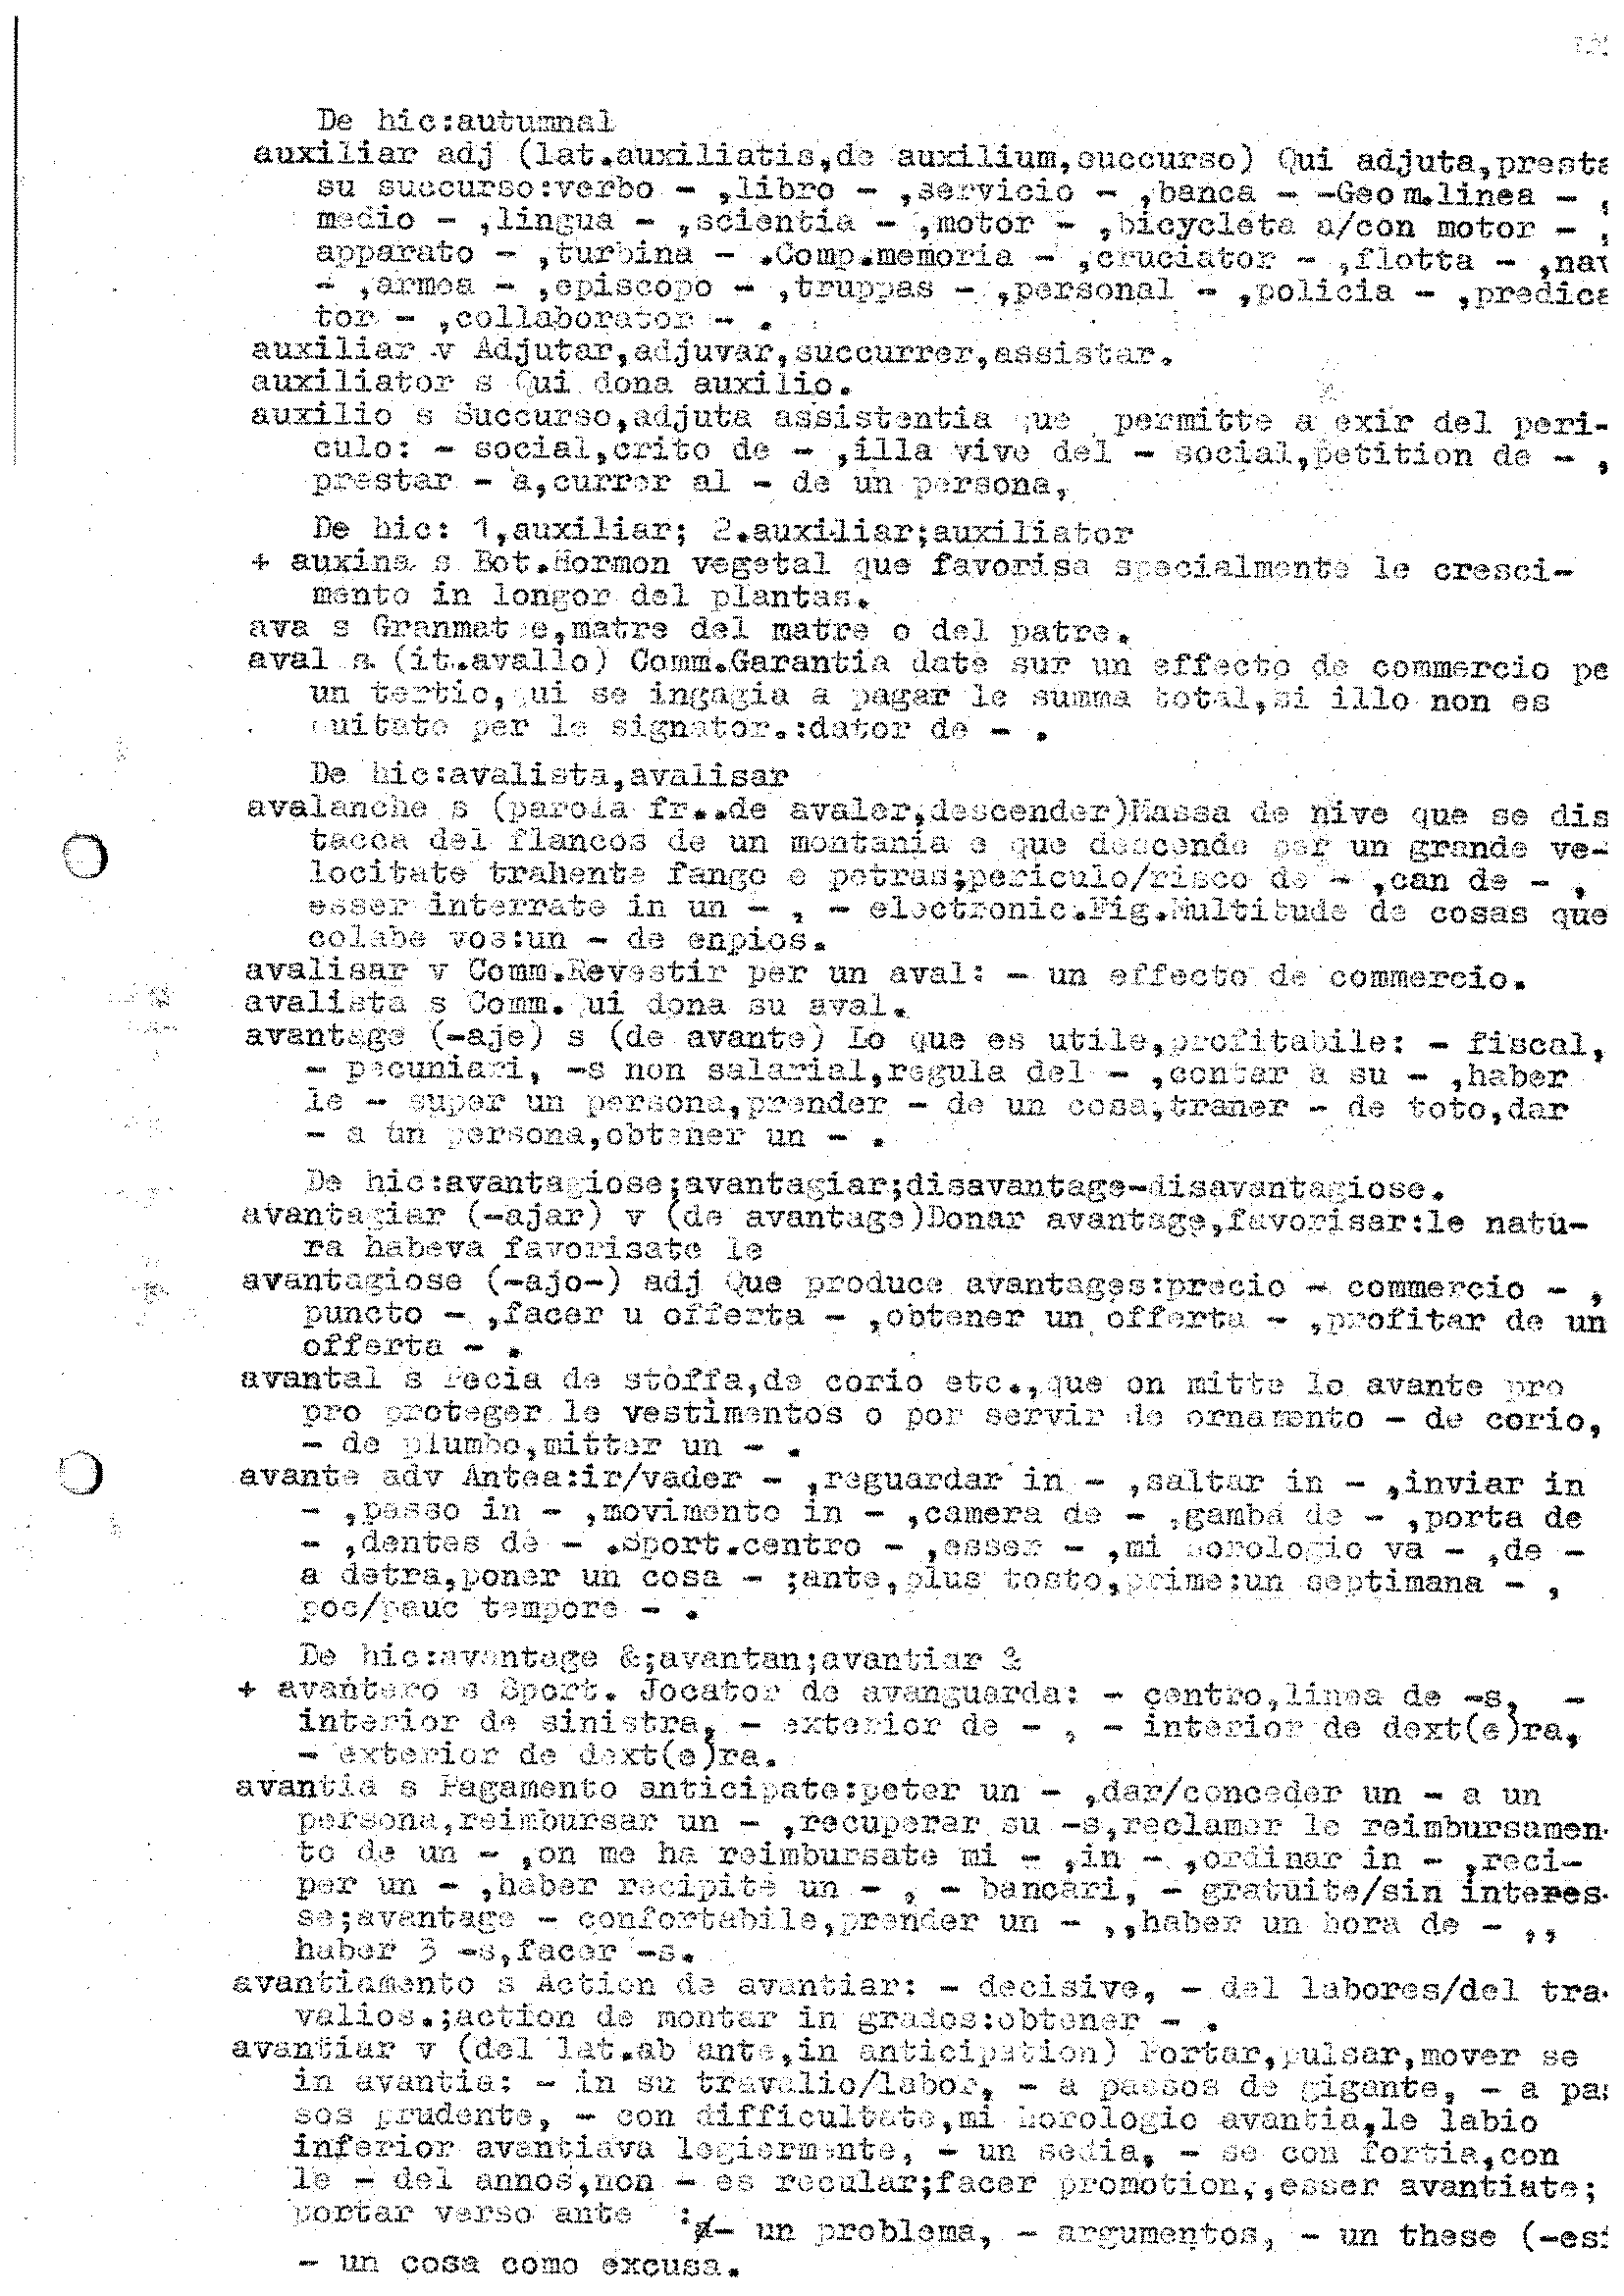 De hic:autumnal
auxiliar adj (lat.auxiliatis,de auxilium,succurso) Qui adjuta,presta
su succurso:verbo - ,libro - ,servicio - ,banca - -Geom.linea - ,
medio - ,lingua - ,scientia - ,motor - ,bicycleta a/con motor - ,
apparato - ,turbina - .Comp.memoria - ,cruciator - ,flotta - ,nav
- ,armea - ,episcopo - ,truppas - ,personal - ,policia - ,predica
tor - ,collaborator - .
auxiliar v Adjutar,adjuvar,succurrer,assistar.
auxiliator s Qui dona auxilio.
auxilio s Succurso,adjuta assistentia que permitte a exir del peri-
culo: - social,crito de - ,illa vive del - social,petition de - ,
prestar - a,currer al - de un persona,
De hic: 1,auxiliar; 2.auxiliar;auxiliator
+ auxina s Bot.Hormon vegetal que favorisa specialmente le cresci-
mento in longor del plantas.
ava s Granmatre,matre del matre o del patre.
aval s (it.avallo) Comm.Garantia date sur un effecto de commercio pe
un tertio,qui se ingagia a pagar le summa total,si illo non es
quitato per le signator.:dator de - .
De hic:avalista,avalisar
avalanche s (parola fr..de avaler,descender)Massa de nive que se dis
tacca del flancos de un montania e que descende per un grande ve-
locitate trahente fango e petras;periculo/risco de - ,can de - ,
esser interrate in un - , - electronic.Fig.Multitude de cosas que
colabe vos:un - de enpios.
avalisar v Comm.Revestir per un aval: - un effecto de commercio.
avalista s Comm. ui dona su aval.
avantage (-aje) s (de avante) Lo que es utile,profitabile: - fiscal,
- pecuniari, -s non salarial,regula del - ,contar a su - ,haber
le - super un persona,prender - de un cosa,traner - de toto,dar
- a un persona,obtener un - .
De hic:avantagiose;avantagiar;disavantage-disavantagiose.
avantagiar (-ajar) v (de avantage)Donar avantage,favorisar:le natu-
ra habeva favorisate le
avantagiose (-ajo-) adj Que produce avantages:precio - commercio - ,
puncto - ,facer u offerta - ,obtener un offerta - ,profitar de un
offerta - .
avantal s Pecia de stoffa,de corio etc.,que on mitte lo avante pro
pro proteger le vestimentos o por servir de ornamento - de corio,
- de plumbo,mitter un - .
avante adv Antea:ir/vader - ,reguardar in - ,saltar in - ,inviar in
- ,passo in - ,movimento in - ,camera de - ,gamba de - ,porta de
- ,dentes de - .Sport.centro - ,esser - ,mi horologio va - ,de -
a detra,poner un cosa - ;ante,plus tosto,prime:un septimana - ,
poc/pauc tempore - .
De hic:avantage &;avantan;avantiar &
+ avantero s Sport. Jocator de avanguarda: - centro,linea de -s, -
interior de sinistra, - exterior de - , - interior de dext(e)ra,
- exterior de dext(e)ra.
avantia s Pagamento anticipate:peter un - ,dar/conceder un - a un
persona,reimbursar un - ,recuperar su -s,reclamar le reimbursamen-
to de un - ,on me ha reimbursate mi - ,in - ,ordinar in - ,reci-
per un - ,haber recipite un - , - bancari, - gratuite/sin interes-
se;avantage - confortabile,prender un - ,,haber un hora de - ,,
haber 3 -s,facer -s.
avantiamento s Action de avantiar: - decisive, - del labores/del tra-
valios.;action de montar in grados:obtener - .
avantiar v (del lat.ab ante,in anticipation) Portar,pulsar,mover se
in avantia: - in su travalio/labor, - a passos de gigante, - a pas
sos prudente, - con difficultate,mi horologio avantia,le labio
inferior avantiava legiermente, - un sedia, - se con fortia,con
le - del annos,non - es recular;facer promotion,,esser avantiate;
portar verso ante :- un problema, - argumentos, - un these (-esi
- un cosa como excusa.